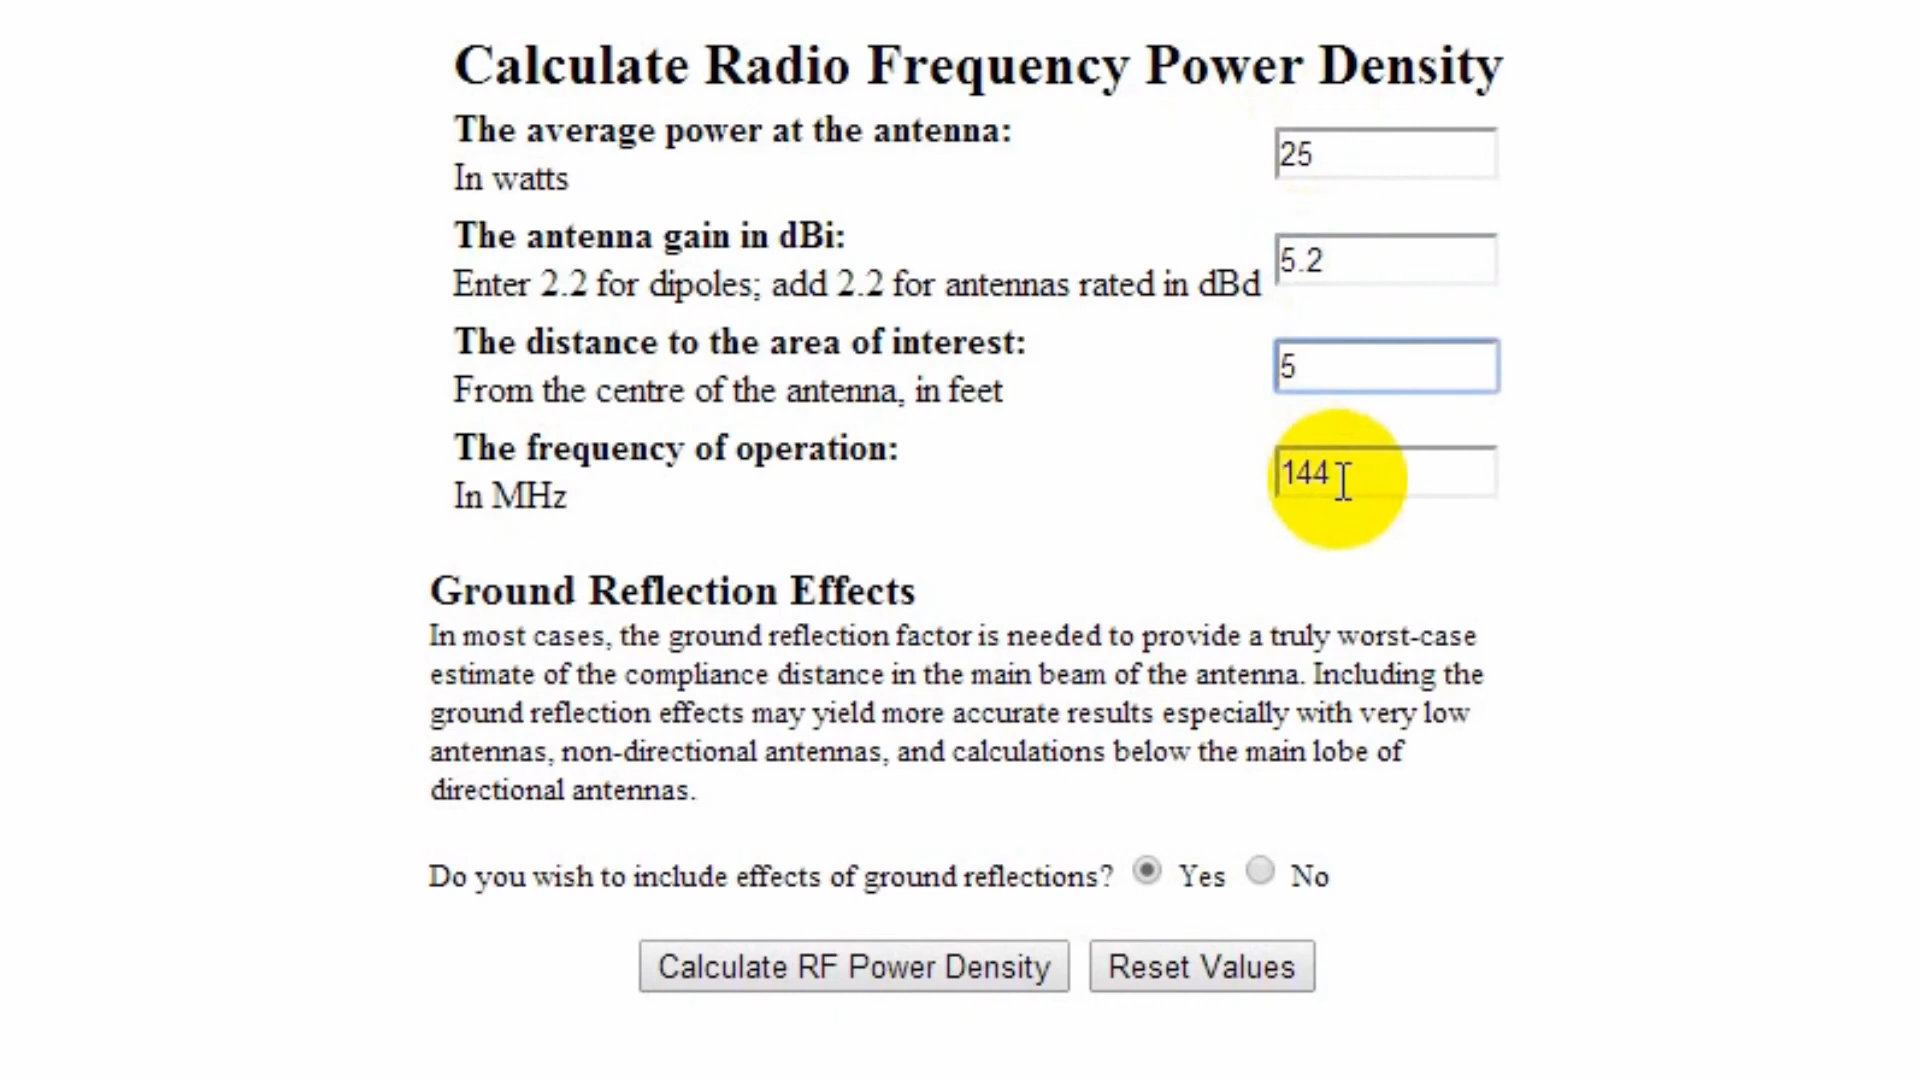 Calculate Radio Frequency Power Density
The average power at the antenna:
In watts
25
The antenna gain in dBi:
Enter 2.2 for dipoles; add 2.2 for antennas rated in dBd
5.2
The distance to the area of interest:
From the centre of the antenna, in feet
5
The frequency of operation:
In MHz
144
Ground Reflection Effects
In most cases, the ground reflection factor is needed to provide a truly worst-case
estimate of the compliance distance in the main beam of the antenna. Including the
ground reflection effects may yield more accurate results especially with very low
antennas, non-directional antennas, and calculations below the main lobe of
directional antennas.
Do you wish to include effects of ground reflections? Yes No
Calculate RF Power Density Reset Values